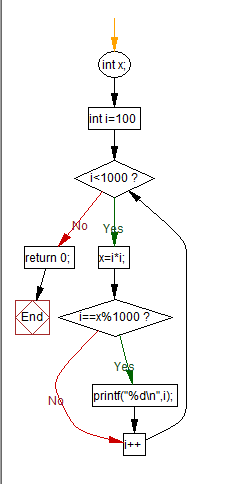 int x;
int i=100
i<1000 ?
No
Yes
return 0;
x=i*i;
End
i==x%1000 ?
Yes
printf("%d\n",i);
No
i++